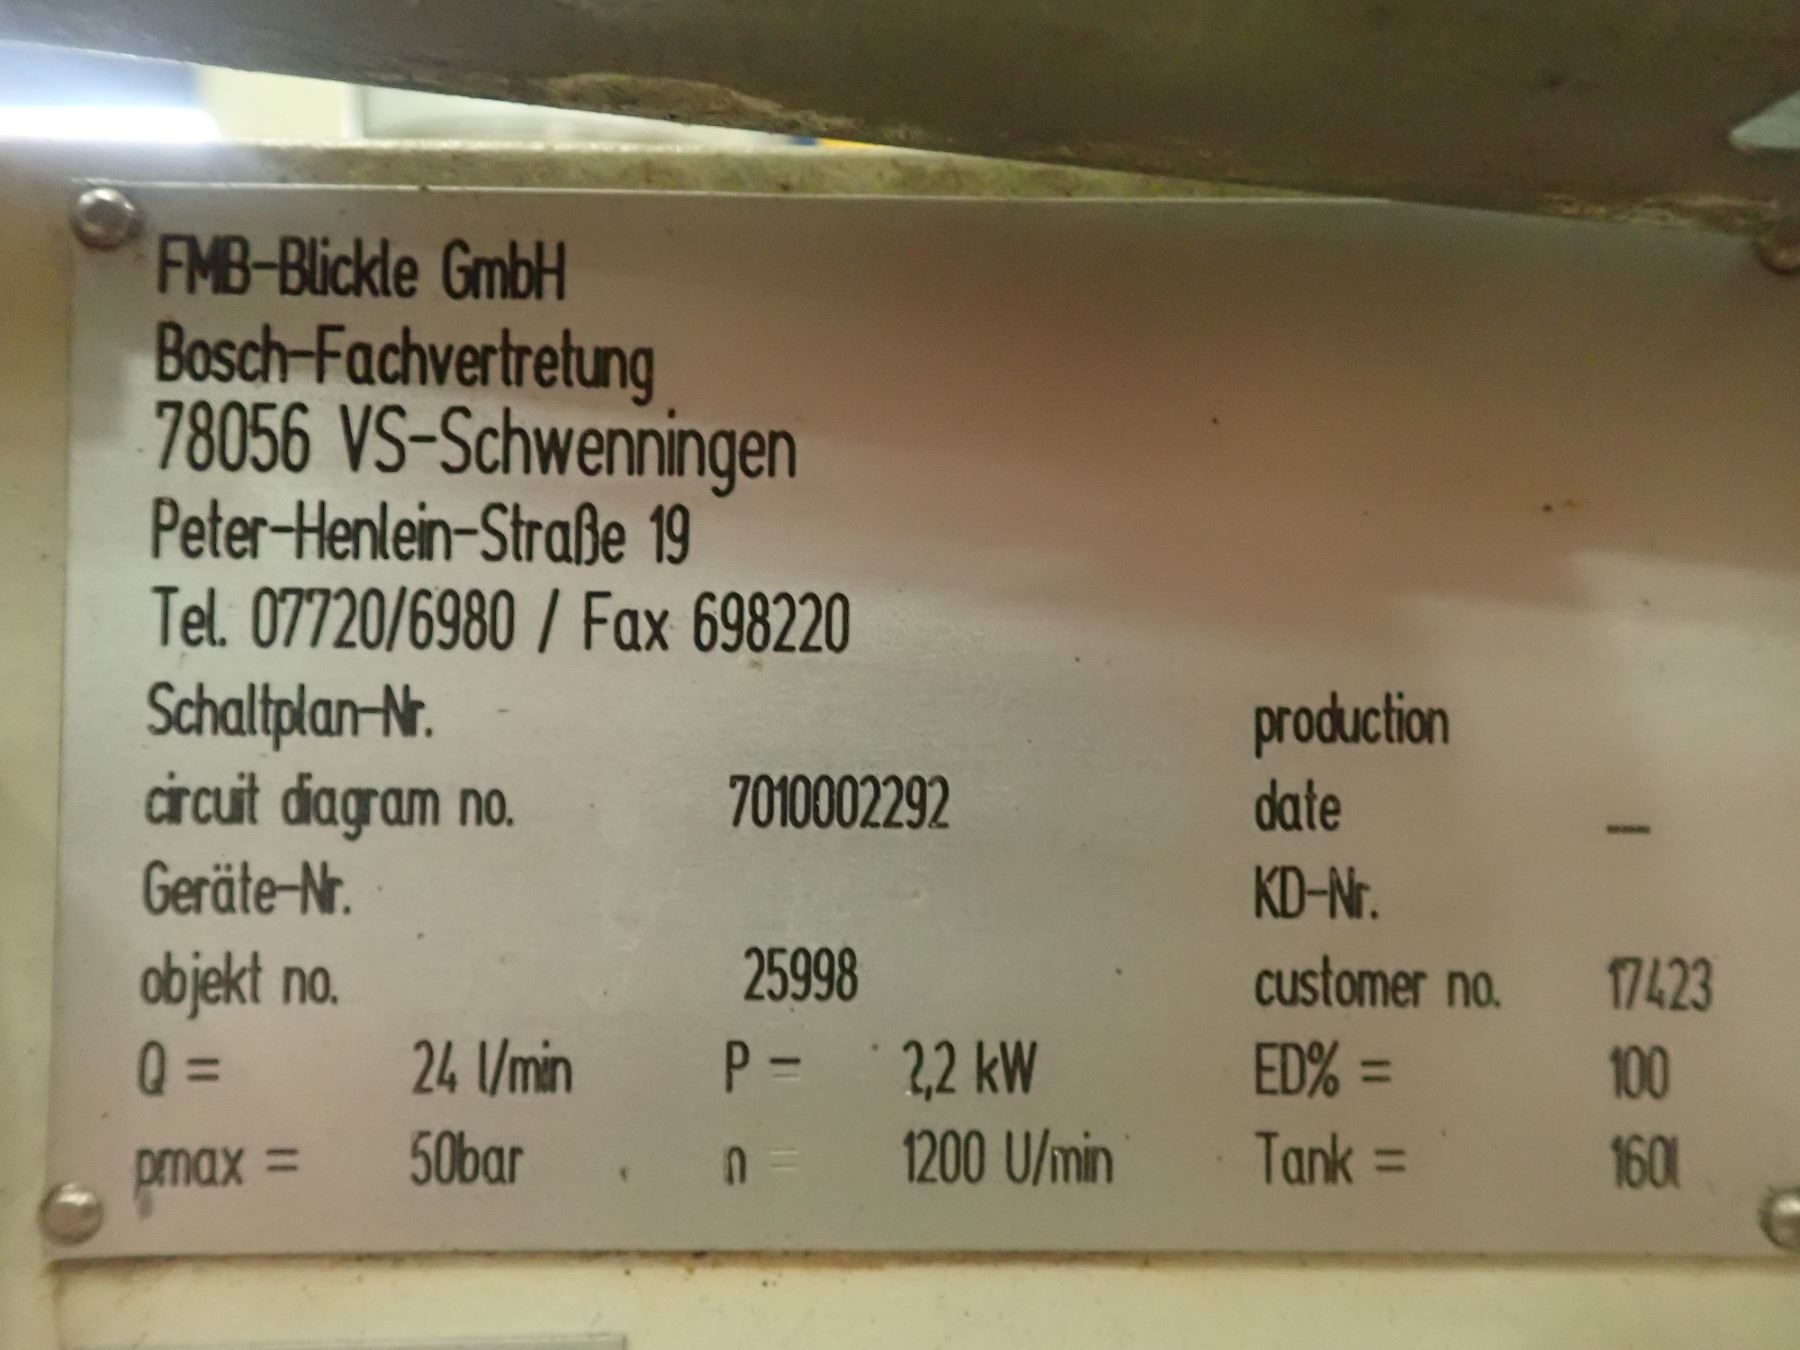 FMB-Blickle GmbH
Bosch-Fachvertretung
78056 VS-Schwenningen
Peter-Henlein-Straße 19
Tel. 07720/6980 / Fax 698220
Schaltplan-Nr. production
circuit diagram no. 7010002292 date _
Geräte-Nr. KD-Nr.
objekt no. 25998 customer no. 17423
Q = 24 l/min P = 2,2 kW ED% = 100
pmax = 50bar n = 1200 U/min Tank = 160l